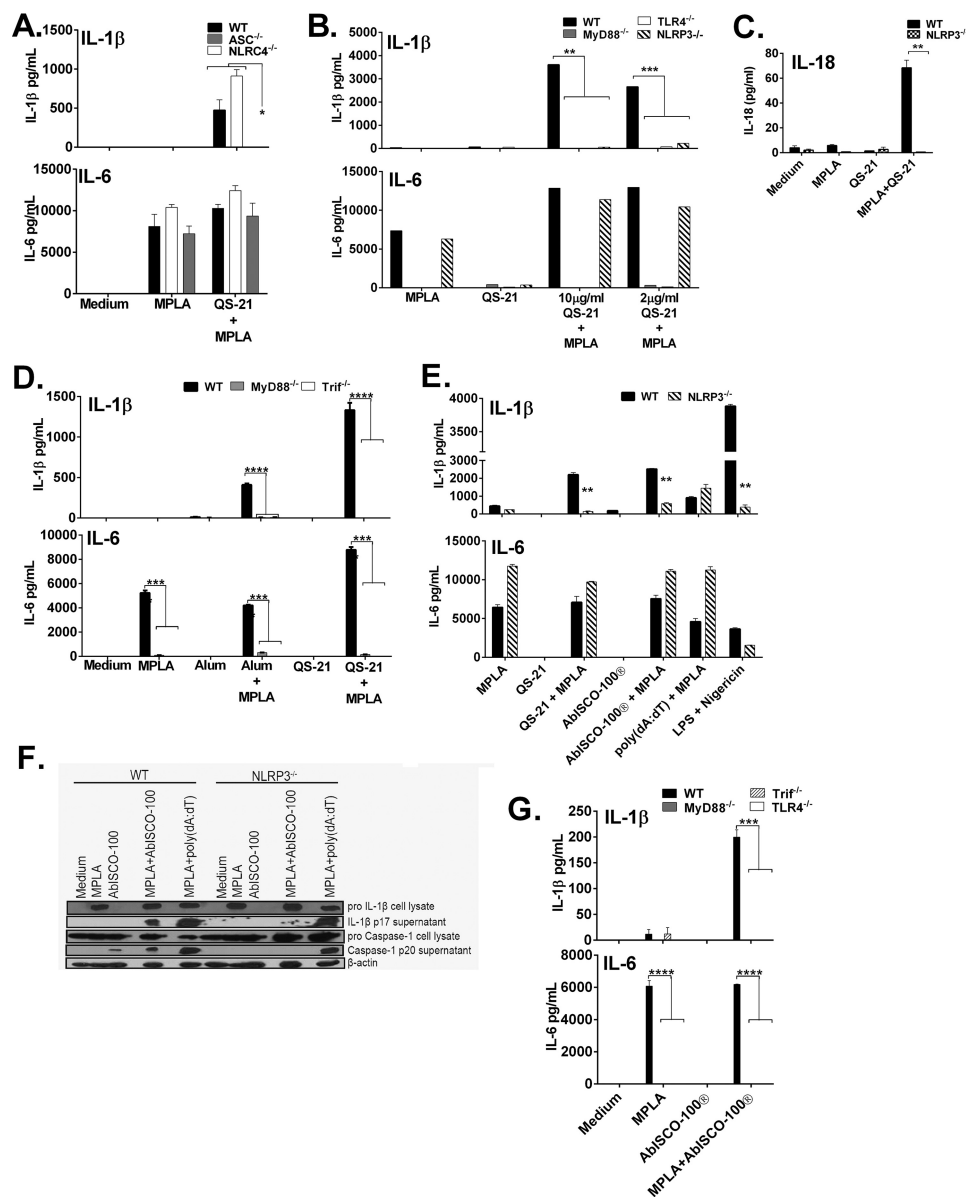 A.
IL-1β
WT
ASC-/-
NLRC4-/-
IL-1β pg/mL
1500
1000
500
0
*
IL-6
IL-6 pg/mL
15000
10000
5000
0
Medium
MPLA
QS-21
+
MPLA
B.
IL-1β
WT
MyD88-/-
TLR4-/-
NLRP3-/-
IL-1β pg/mL
5000
4000
3000
2000
1000
0
**
***
IL-6
IL-6 pg/mL
15000
10000
5000
0
MPLA
QS-21
10µg/ml
QS-21
+
MPLA
2µg/ml
QS-21
+
MPLA
C.
IL-18
WT
NLRP3-/
IL-18 (pg/ml)
80
60
40
20
0
**
Medium
MPLA
QS-21
MPLA+QS-21
D.
WT
MyD88-/-
Trif-/-
IL-1β
IL-1β pg/mL
1500
1000
500
0
****
****
IL-6
IL-6 pg/mL
10000
8000
6000
4000
2000
0
***
***
***
Medium
MPLA
Alum
Alum
+
MPLA
QS-21
QS-21
+
MPLA
E.
WT
NLRP3-/-
IL-1β
IL-1β pg/mL
4000
3000
2000
1000
0
**
**
**
IL-6
IL-6 pg/mL
15000
10000
5000
0
MPLA
QS-21
QS-21 + MPLA
AbISCO-100®
AbISCO-100® + MPLA
poly(dA:dT) + MPLA
LPS + Nigericin
F.
WT
NLRP3-/-
Medium
MPLA
AbISCO-100
MPLA+AbISCO-100
MPLA+poly(dA:dT)
Medium
MPLA
AbISCO-100
MPLA+AbISCO-100
MPLA+poly(dA:dT)
pro IL-1β cell lysate
IL-1β p17 supernatant
pro Caspase-1 cell lysate
Caspase-1 p20 supernatant
β-actin
G.
WT
MyD88-/-
Trif-/-
TLR4-/-
IL-1β
IL-1β pg/mL
250
200
150
100
50
0
***
IL-6
IL-6 pg/mL
8000
6000
4000
2000
0
****
****
Medium
MPLA
AbISCO-100®
MPLA+AbISCO-100®